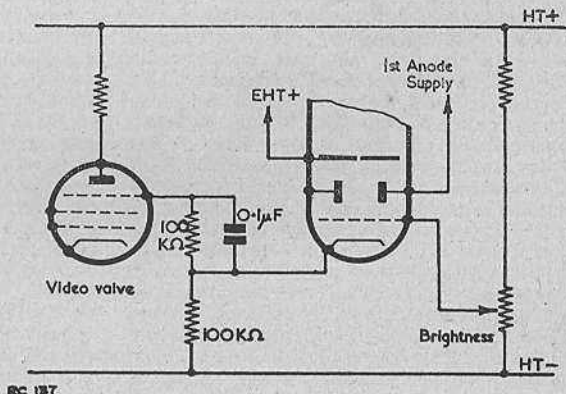 HT+
1st Anode
Supply
EHT+
100
KΩ
0·1μF
Video valve
100KΩ
Brightness
HT-
RC 137